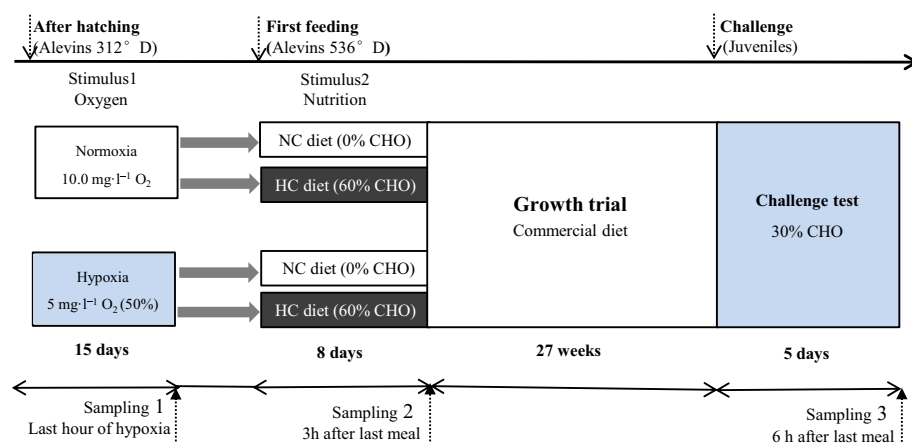 After hatching
(Alevins 312° D)
First feeding
(Alevins 536° D)
Challenge
(Juveniles)
Stimulus1
Oxygen
Stimulus2
Nutrition
Normoxia
10.0 mg·l⁻¹ O₂
NC diet (0% CHO)
HC diet (60% CHO)
Growth trial
Commercial diet
Challenge test
30% CHO
Hypoxia
5 mg·l⁻¹ O₂ (50%)
NC diet (0% CHO)
HC diet (60% CHO)
15 days
8 days
27 weeks
5 days
Sampling 1
Last hour of hypoxia
Sampling 2
3h after last meal
Sampling 3
6 h after last meal